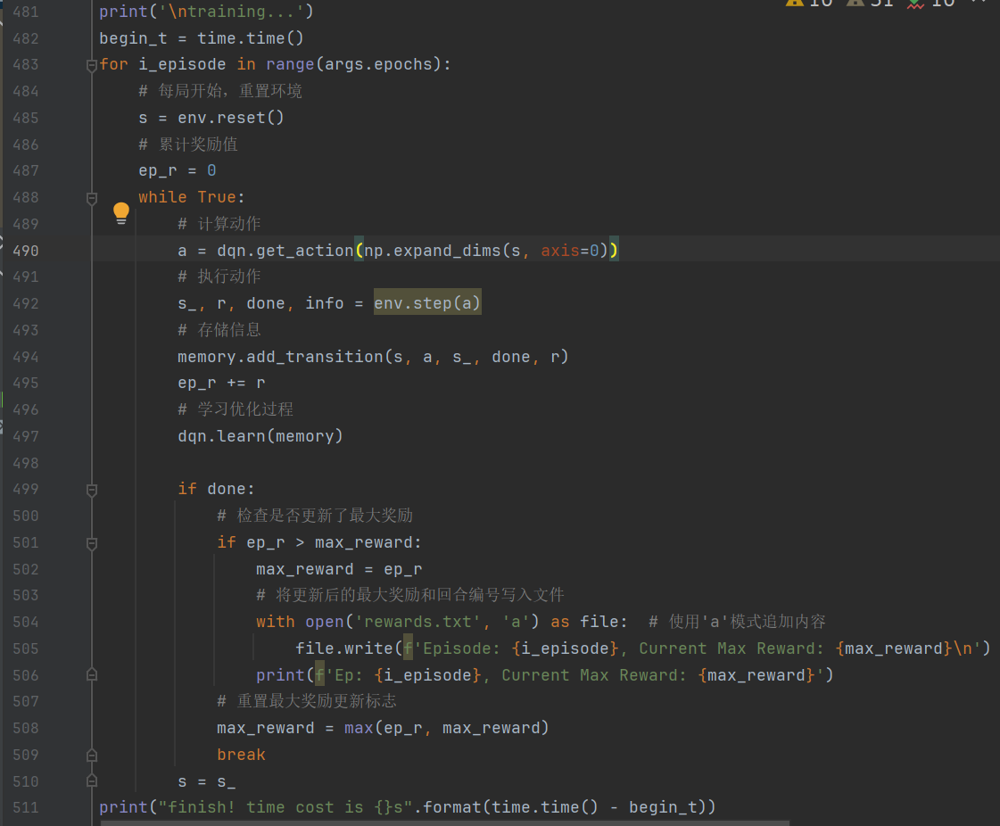 481 print('\ntraining...')
482 begin_t = time.time()
483 for i_episode in range(args.epochs):
484     # 每局开始，重置环境
485     s = env.reset()
486     # 累计奖励值
487     ep_r = 0
488     while True:
489         # 计算动作
490         a = dqn.get_action(np.expand_dims(s, axis=0))
491         # 执行动作
492         s_, r, done, info = env.step(a)
493         # 存储信息
494         memory.add_transition(s, a, s_, done, r)
495         ep_r += r
496         # 学习优化过程
497         dqn.learn(memory)
498
499         if done:
500             # 检查是否更新了最大奖励
501             if ep_r > max_reward:
502                 max_reward = ep_r
503                 # 将更新后的最大奖励和回合编号写入文件
504                 with open('rewards.txt', 'a') as file:  # 使用'a'模式追加内容
505                     file.write(f'Episode: {i_episode}, Current Max Reward: {max_reward}\n')
506                 print(f'Ep: {i_episode}, Current Max Reward: {max_reward}')
507             # 重置最大奖励更新标志
508             max_reward = max(ep_r, max_reward)
509             break
510         s = s_
511 print("finish! time cost is {}s".format(time.time() - begin_t))